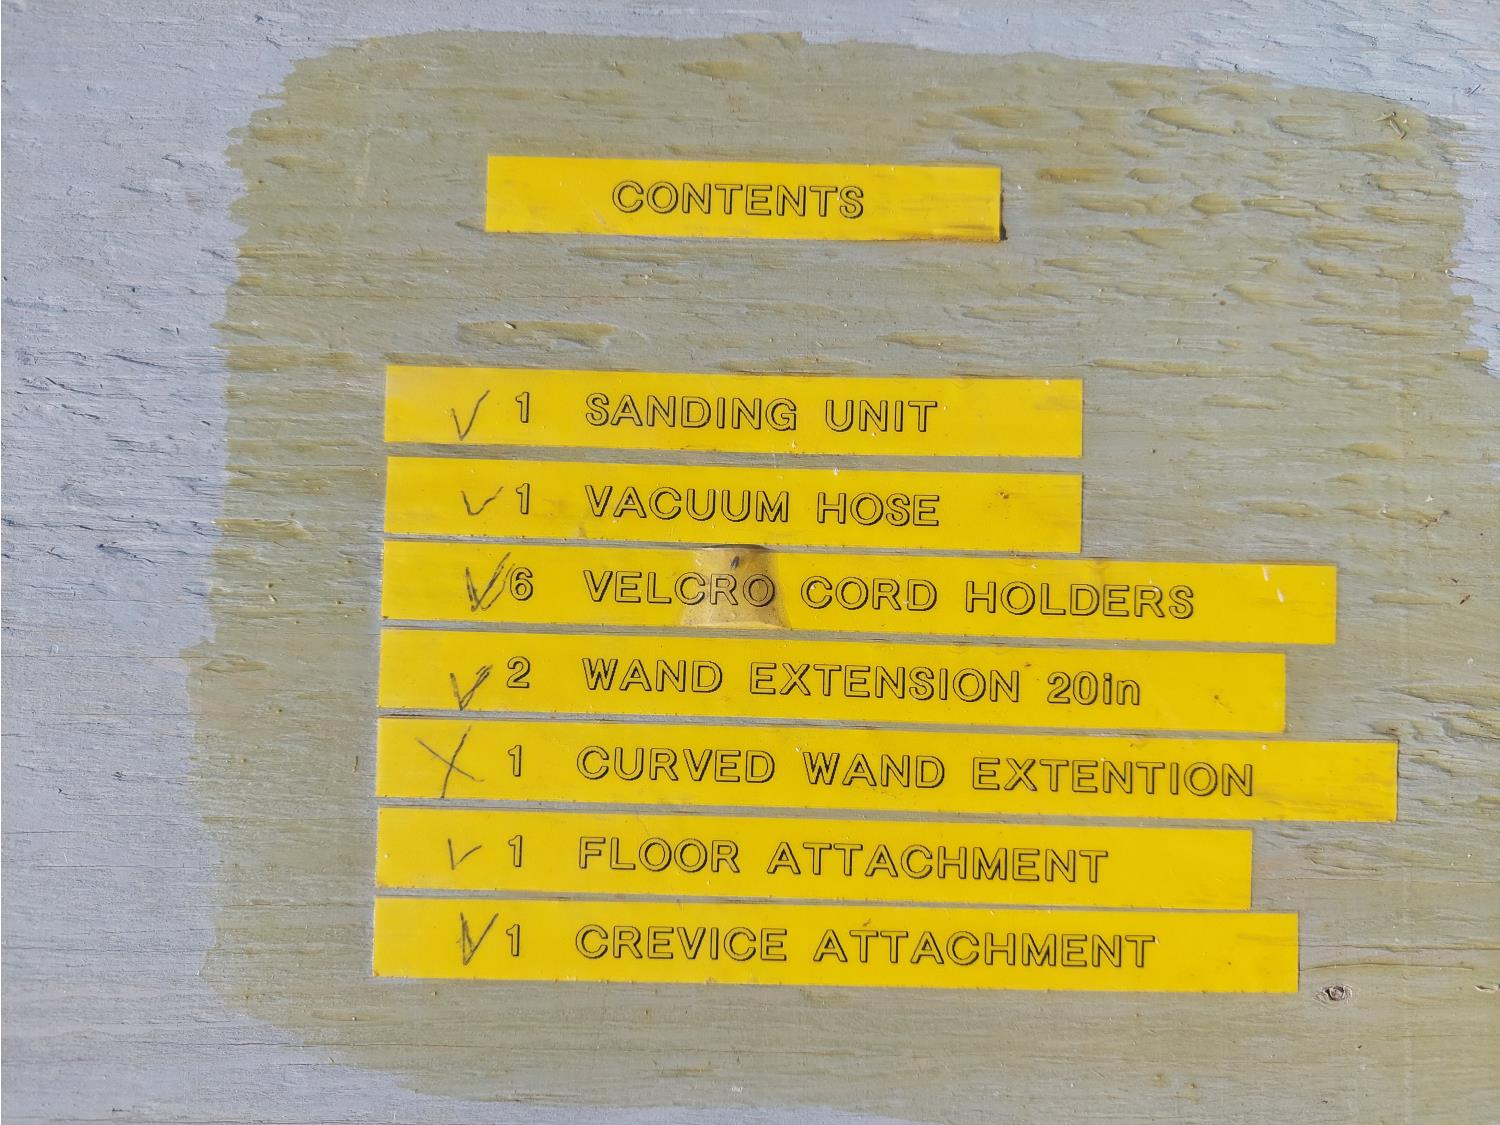 CONTENTS
✓ 1 SANDING UNIT
✓ 1 VACUUM HOSE
✓ 6 VELCRO CORD HOLDERS
✓ 2 WAND EXTENSION 20in
X 1 CURVED WAND EXTENTION
✓ 1 FLOOR ATTACHMENT
✓ 1 CREVICE ATTACHMENT